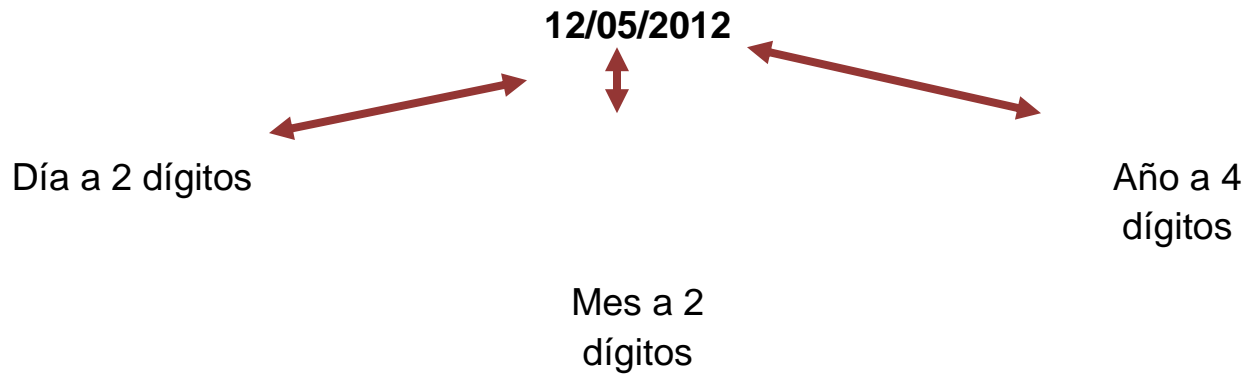 12/05/2012
Día a 2 dígitos
Año a 4
dígitos
Mes a 2
dígitos